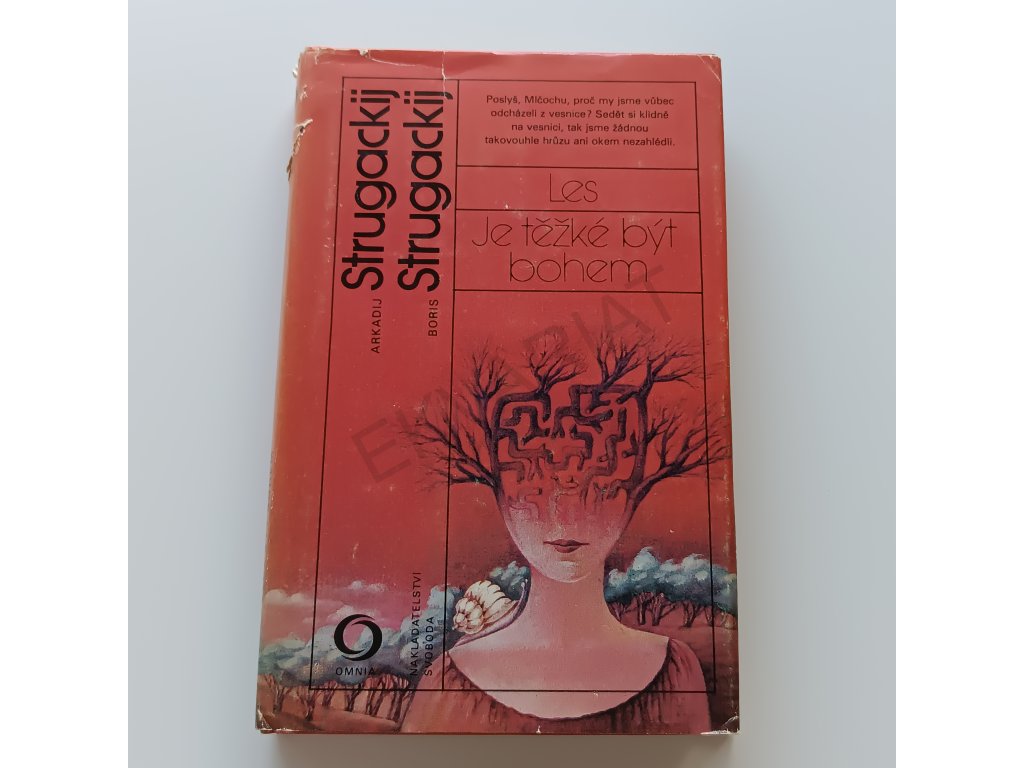 ARKADIJ Strugackij
BORIS Strugackij
Poslyš, Mlčochu, proč my jsme vůbec
odcházeli z vesnice? Sedět si klidně
na vesnici, tak jsme žádnou
takovouhle hrůzu ani okem nezahlédli.
Les
Je těžké být
bohem
OMNIA
NAKLADATELSTVÍ
SVOBODA